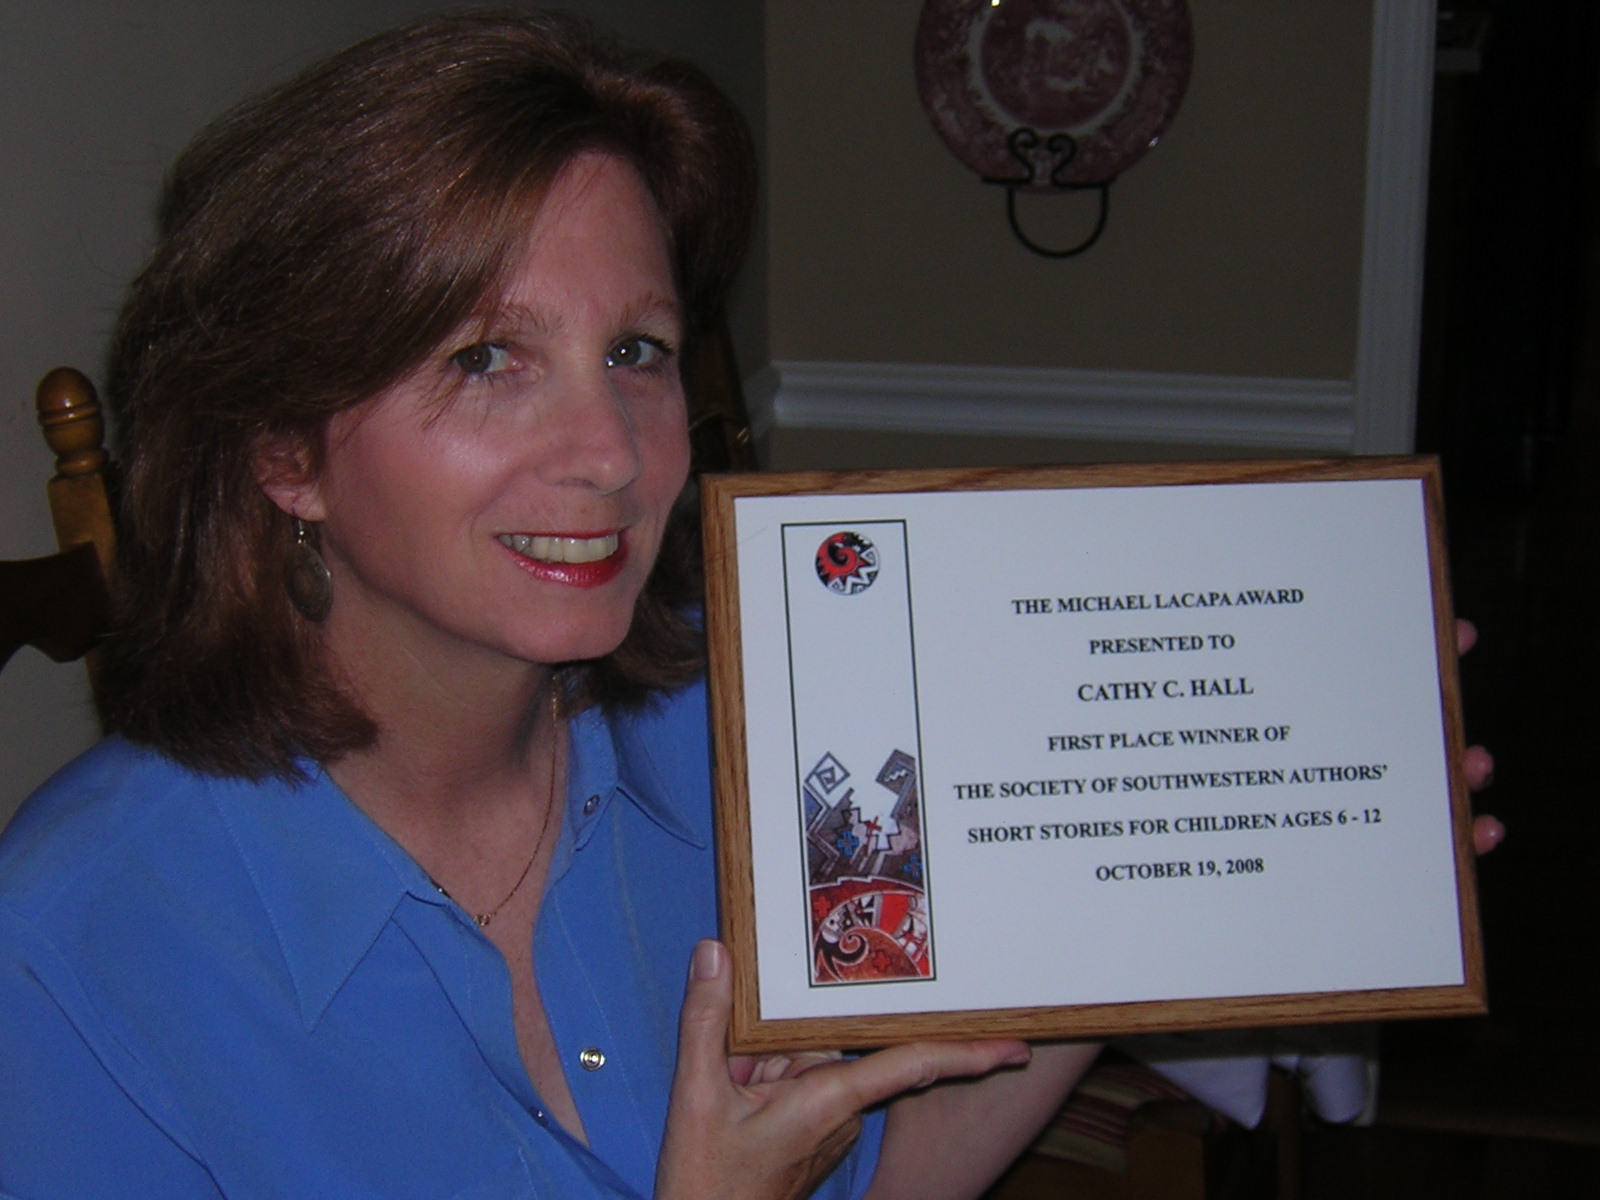 THE MICHAEL LACAPA AWARD
PRESENTED TO
CATHY C. HALL
FIRST PLACE WINNER OF
THE SOCIETY OF SOUTHWESTERN AUTHORS'
SHORT STORIES FOR CHILDREN AGES 6 - 12
OCTOBER 19, 2008